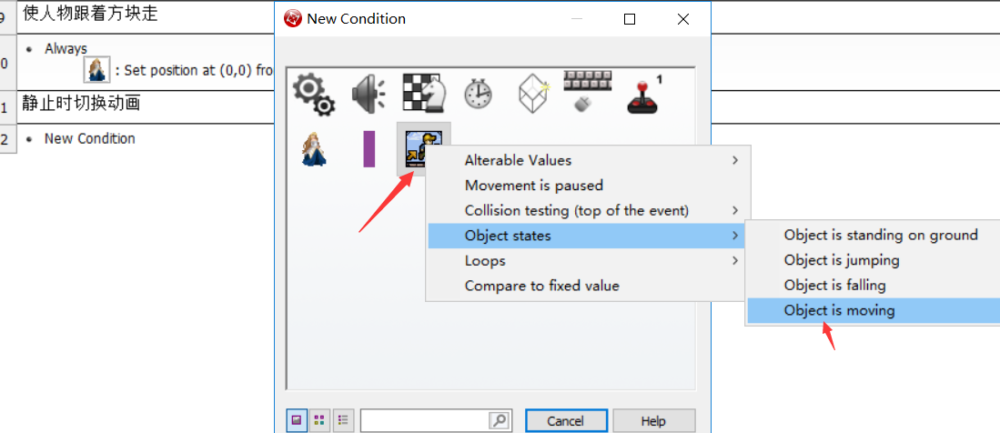 9
使人物跟着方块走
New Condition
0
Always
: Set position at (0,0) fro
1
静止时切换动画
2
New Condition
1
Alterable Values
Movement is paused
Collision testing (top of the event)
Object states
Loops
Compare to fixed value
Object is standing on ground
Object is jumping
Object is falling
Object is moving
Cancel
Help